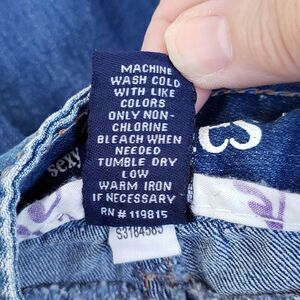 MACHINE
WASH COLD
WITH LIKE
COLORS
ONLY NON-
CHLORINE
BLEACH WHEN
NEEDED
TUMBLE DRY
LOW
WARM IRON
IF NECESSARY
RN # 119815
S3184585
sexy